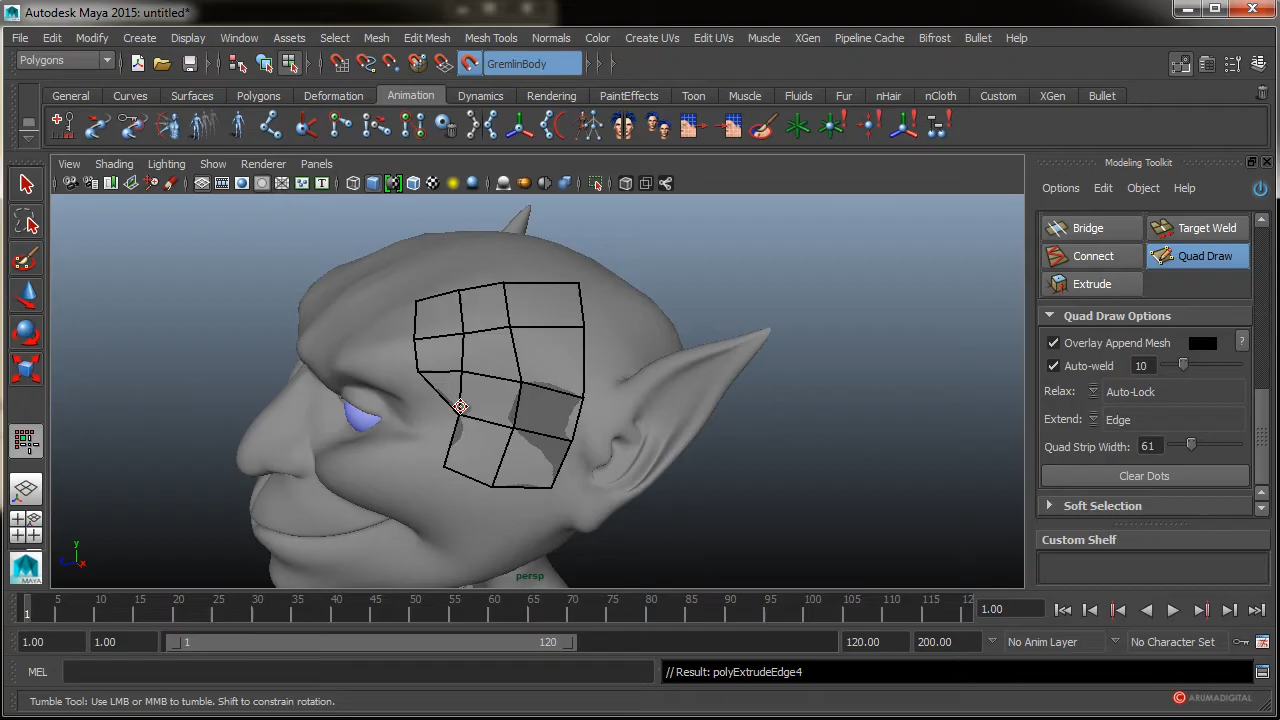 Autodesk Maya 2015: untitled*
File Edit Modify Create Display Window Assets Select Mesh Edit Mesh Mesh Tools Normals Color Create UVs Edit UVs Muscle XGen Pipeline Cache Bifrost Bullet Help
Polygons GremlinBody
General Curves Surfaces Polygons Deformation Animation Dynamics Rendering PaintEffects Toon Muscle Fluids Fur nHair nCloth Custom XGen Bullet
View Shading Lighting Show Renderer Panels
Modeling Toolkit
Options Edit Object Help
Bridge Target Weld
Connect Quad Draw
Extrude
Quad Draw Options
Overlay Append Mesh ?
Auto-weld 10
Relax: Auto-Lock
Extend: Edge
Quad Strip Width: 61
Clear Dots
Soft Selection
Custom Shelf
y
x
persp
MAYA
1 5 10 15 20 25 30 35 40 45 50 55 60 65 70 75 80 85 90 95 100 105 110 115 12
1.00
1.00 1.00 1 120 120.00 200.00 No Anim Layer No Character Set
MEL // Result: polyExtrudeEdge4
Tumble Tool: Use LMB or MMB to tumble. Shift to constrain rotation.
© ARUMADIGITAL